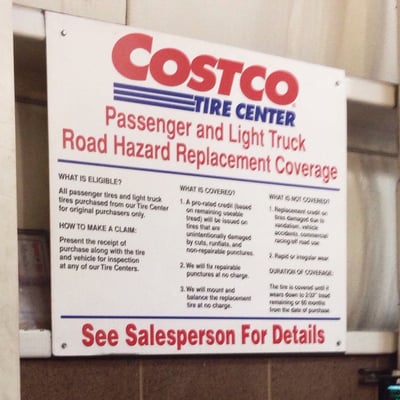 COSTCO
TIRE CENTER
Passenger and Light Truck
Road Hazard Replacement Coverage
WHAT IS ELIGIBLE?
All passenger tires and light truck
tires purchased from our Tire Center
for original purchasers only.
HOW TO MAKE A CLAIM:
Present the receipt of
purchase along with the tire
and vehicle for inspection
at any of our Tire Centers.
WHAT IS COVERED?
1. A pro-rated credit (based
on remaining useable
tread) will be issued on
tires that are
unintentionally damaged
by cuts, runflats, and
non-repairable punctures.
2. We will fix repairable
punctures at no charge.
3. We will mount and
balance the replacement
tire at no charge.
WHAT IS NOT COVERED?
1. Replacement credit on
tires damaged due to
vandalism, vehicle
accidents, commercial
racing off road use.
2. Rapid or irregular wear.
DURATION OF COVERAGE:
The tire is covered until it
wears down to 2/32" tread
remaining or 60 months
from the date of purchase
See Salesperson For Details